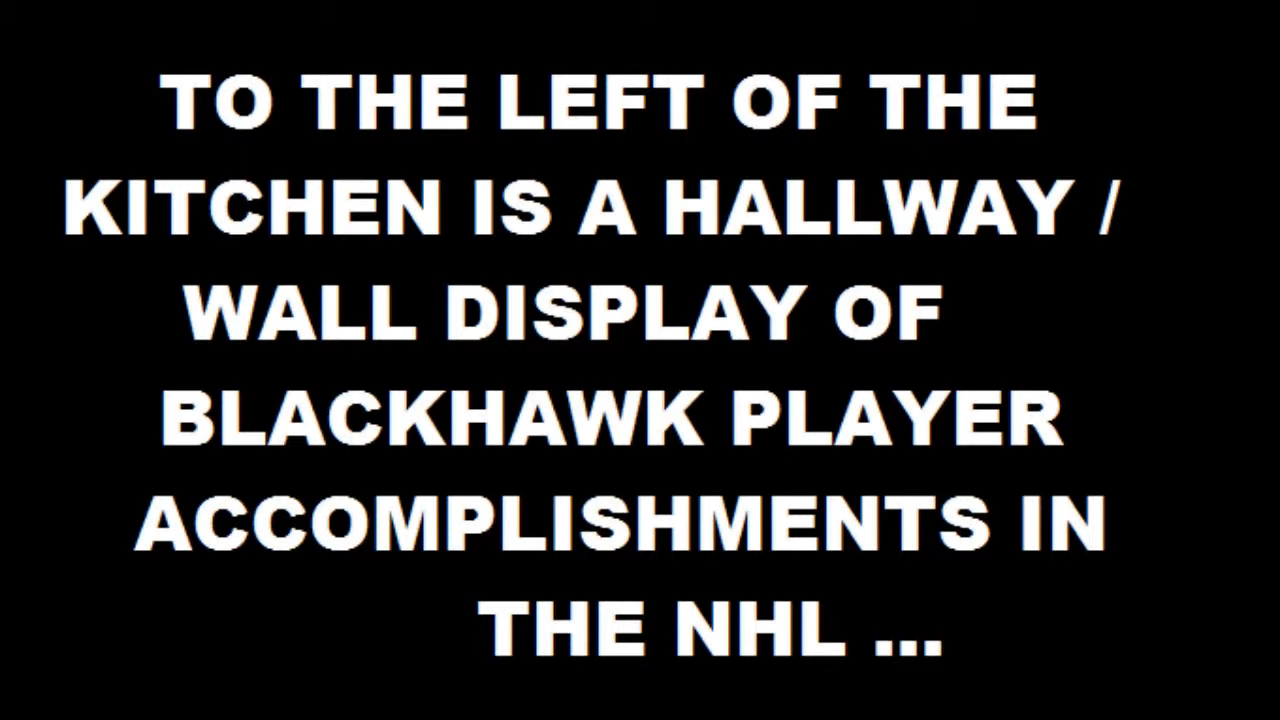 TO THE LEFT OF THE
KITCHEN IS A HALLWAY /
WALL DISPLAY OF
BLACKHAWK PLAYER
ACCOMPLISHMENTS IN
THE NHL ...